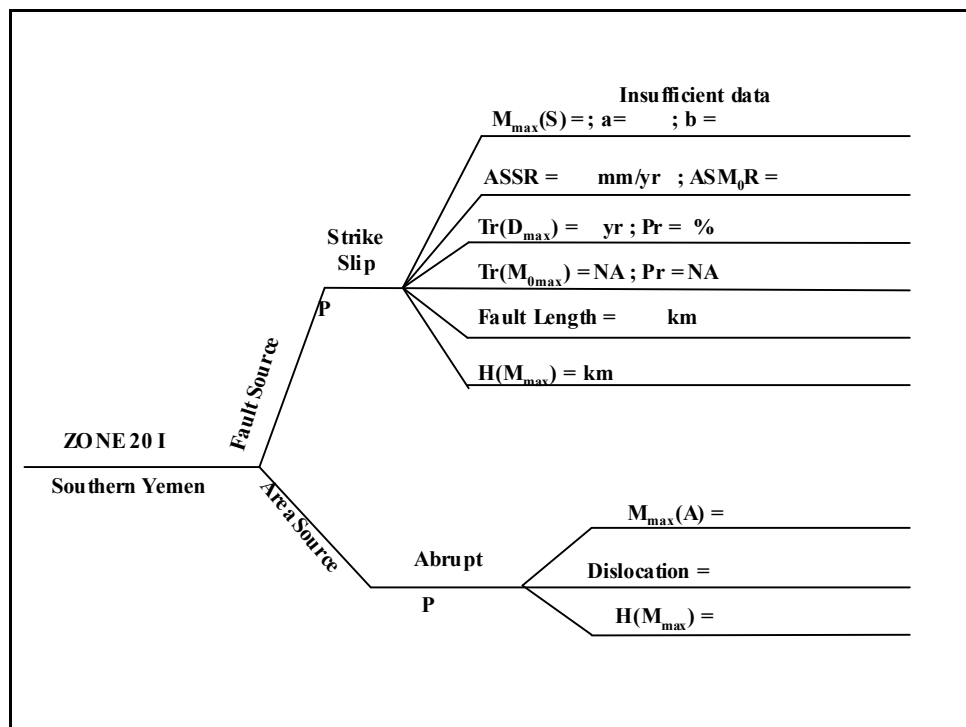 Insufficient data
Mmax(S) = ; a= ; b =
ASSR = mm/yr ; ASM0R =
Tr(Dmax) = yr ; Pr = %
Strike
Slip
Tr(M0max) = NA ; Pr = NA
P
Fault Length = km
Fault Source
H(Mmax) = km
ZONE 20 I
Southern Yemen
Area Source
Mmax(A) =
Abrupt
Dislocation =
P
H(Mmax) =